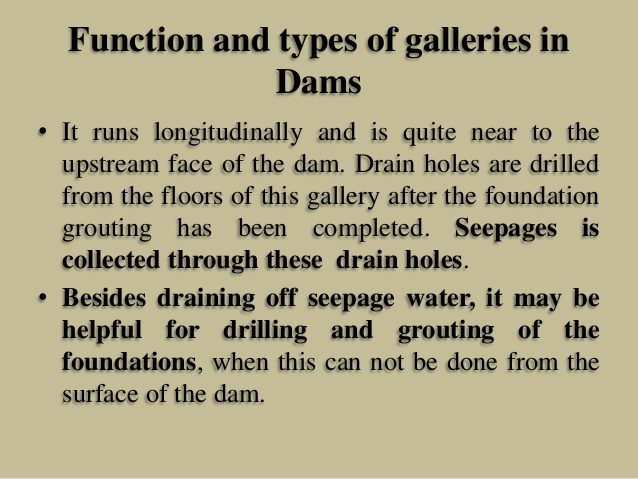 Function and types of galleries in
Dams
• It runs longitudinally and is quite near to the
upstream face of the dam. Drain holes are drilled
from the floors of this gallery after the foundation
grouting has been completed. Seepages is
collected through these drain holes.
• Besides draining off seepage water, it may be
helpful for drilling and grouting of the
foundations, when this can not be done from the
surface of the dam.